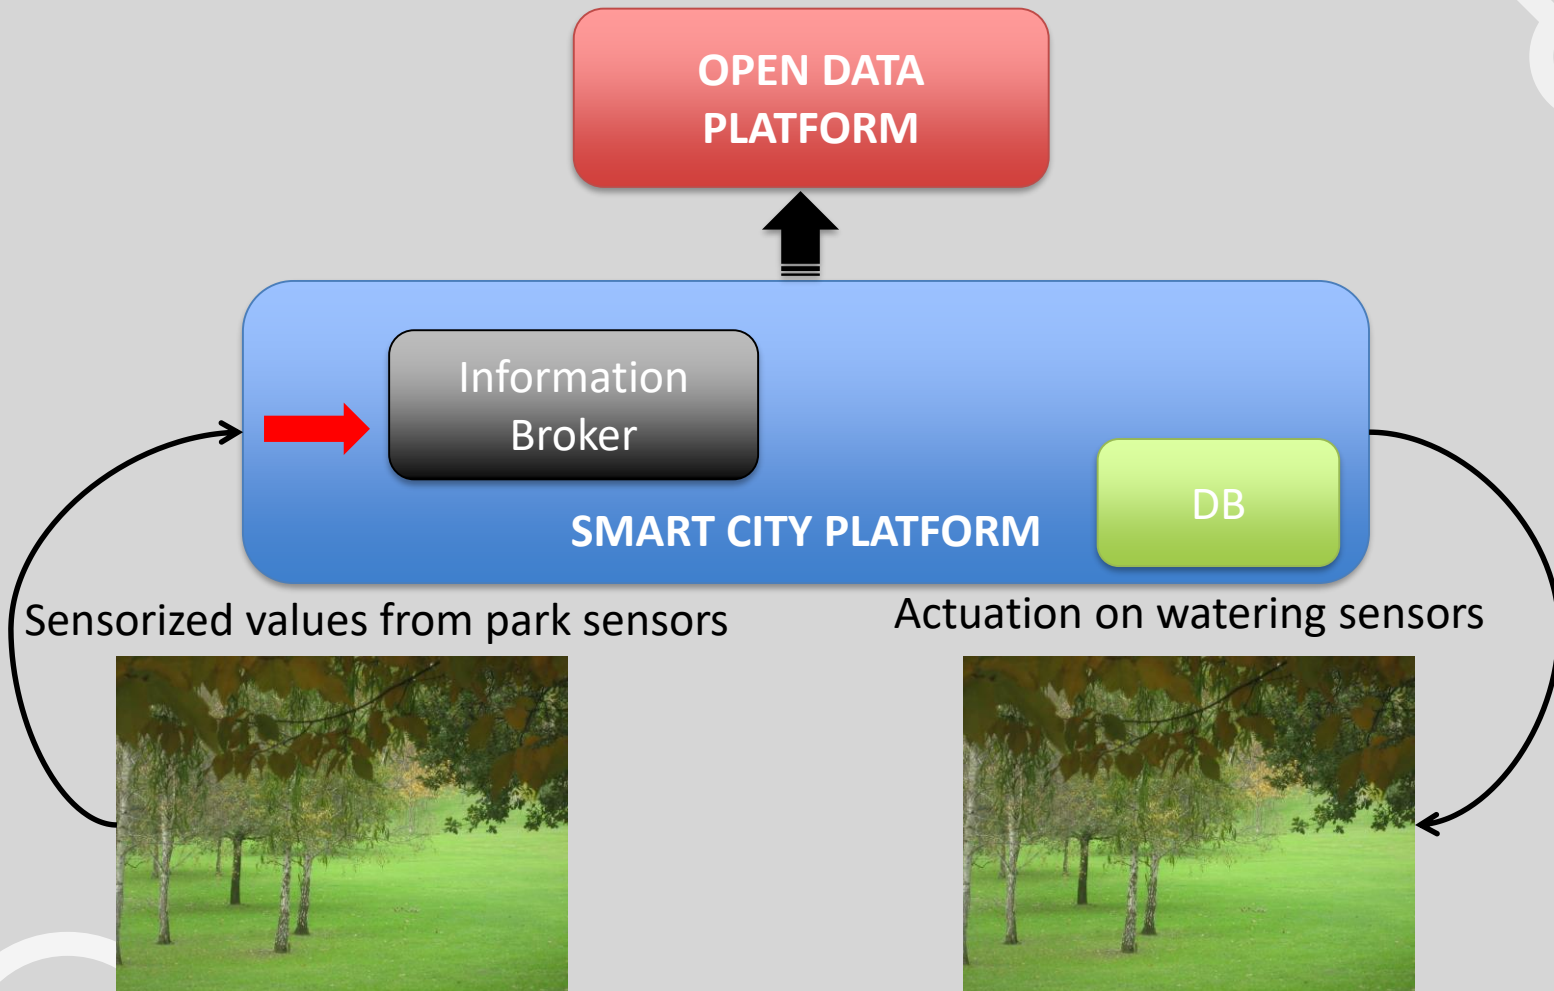 OPEN DATA
PLATFORM
Information
Broker
DB
SMART CITY PLATFORM
Sensorized values from park sensors
Actuation on watering sensors